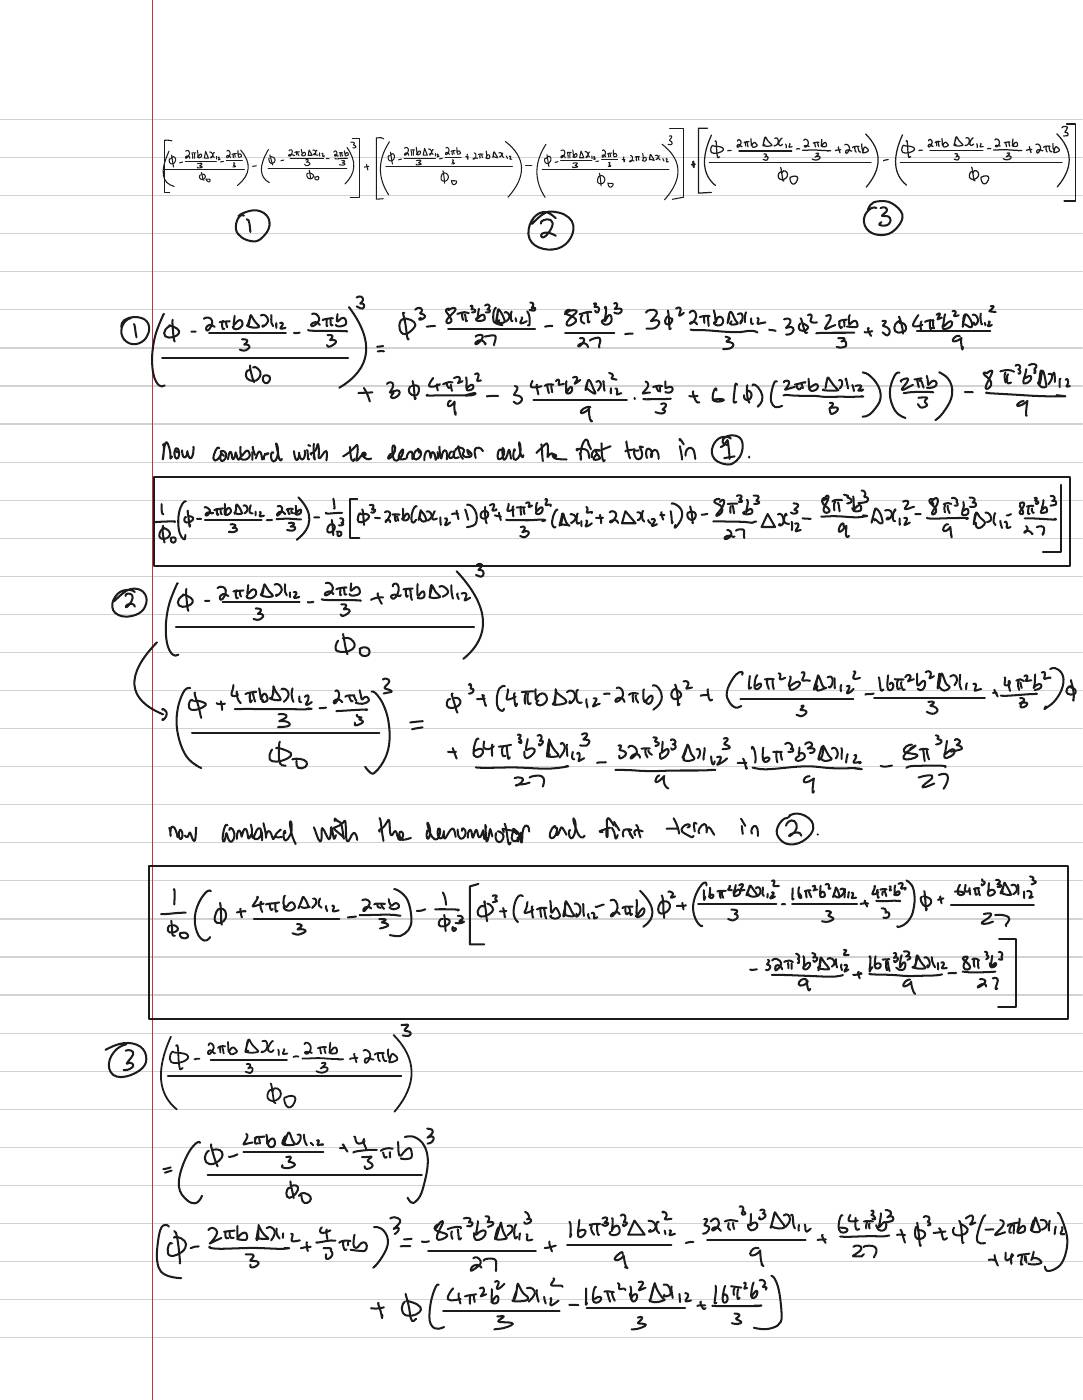 [((φ - 2πbΔx₁₂/3 - 2πb/3)/φ₀) - ((φ - 2πbΔx₁₂/3 - 2πb/3)/φ₀)³] + [((φ - 2πbΔx₁₂/3 - 2πb/3 + 2πbΔx₁₂)/φ₀) - ((φ - 2πbΔx₁₂/3 - 2πb/3 + 2πbΔx₁₂)/φ₀)³] + [((φ - 2πbΔx₁₂/3 - 2πb/3 + 2πb)/φ₀) - ((φ - 2πbΔx₁₂/3 - 2πb/3 + 2πb)/φ₀)³]
① ② ③
① ((φ - 2πbΔx₁₂/3 - 2πb/3)/φ₀)³ = φ³ - 8π³b³(Δx₁₂)³/27 - 8π³b³/27 - 3φ² 2πbΔx₁₂/3 - 3φ² 2πb/3 + 3φ 4π²b²Δx₁₂²/9
+ 3φ 4π²b²/9 - 3 4π²b²Δx₁₂²/9 · 2πb/3 + 6(φ)(2πbΔx₁₂/3)(2πb/3) - 8π³b³Δx₁₂/9
Now combined with the denominator and the first term in ①.
1/φ₀ (φ - 2πbΔx₁₂/3 - 2πb/3) - 1/φ₀³ [φ³ - 2πb(Δx₁₂+1)φ² + 4π²b²/3 (Δx₁₂² + 2Δx₁₂ + 1)φ - 8π³b³/27 Δx₁₂³ - 8π³b³/9 Δx₁₂² - 8π³b³/9 Δx₁₂ - 8π³b³/27]
② ((φ - 2πbΔx₁₂/3 - 2πb/3 + 2πbΔx₁₂)/φ₀)³
((φ + 4πbΔx₁₂/3 - 2πb/3)/φ₀)³ = φ³ + (4πbΔx₁₂ - 2πb)φ² + (16π²b²Δx₁₂²/3 - 16π²b²Δx₁₂/3 + 4π²b²/3)φ
+ 64π³b³Δx₁₂³/27 - 32π³b³Δx₁₂³/9 + 16π³b³Δx₁₂/9 - 8π³b³/27
now combined with the denominator and first term in ②.
1/φ₀ (φ + 4πbΔx₁₂/3 - 2πb/3) - 1/φ₀³ [φ³ + (4πbΔx₁₂ - 2πb)φ² + (16π²b²Δx₁₂²/3 - 16π²b²Δx₁₂/3 + 4π²b²/3)φ + 64π³b³Δx₁₂³/27
- 32π³b³Δx₁₂²/9 + 16π³b³Δx₁₂/9 - 8π³b³/27]
③ ((φ - 2πbΔx₁₂/3 - 2πb/3 + 2πb)/φ₀)³
= ((φ - 2πbΔx₁₂/3 + 4/3 πb)/φ₀)³
(φ - 2πbΔx₁₂/3 + 4/3 πb)³ = -8π³b³Δx₁₂³/27 + 16π³b³Δx₁₂²/9 - 32π³b³Δx₁₂/9 + 64π³b³/27 + φ³ + φ²(-2πbΔx₁₂ + 4πb)
+ φ(4π²b²Δx₁₂²/3 - 16π²b²Δx₁₂/3 + 16π²b²/3)